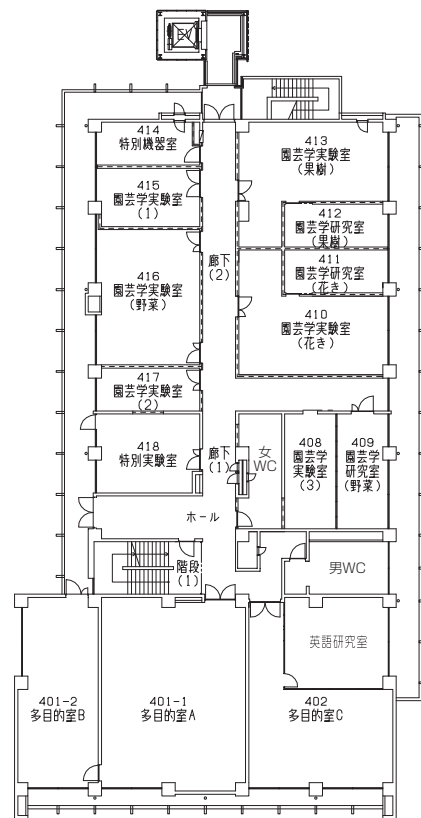 EV
414
特別機器室
413
園芸学実験室
(果樹)
415
園芸学実験室
(1)
412
園芸学研究室
(果樹)
廊下
(2)
411
園芸学研究室
(花き)
416
園芸学実験室
(野菜)
410
園芸学実験室
(花き)
417
園芸学実験室
(2)
418
特別実験室
廊下
(1)
女
WC
408
園芸学
実験室
(3)
409
園芸学
研究室
(野菜)
ホール
階段
(1)
男WC
英語研究室
401-2
多目的室B
401-1
多目的室A
402
多目的室C